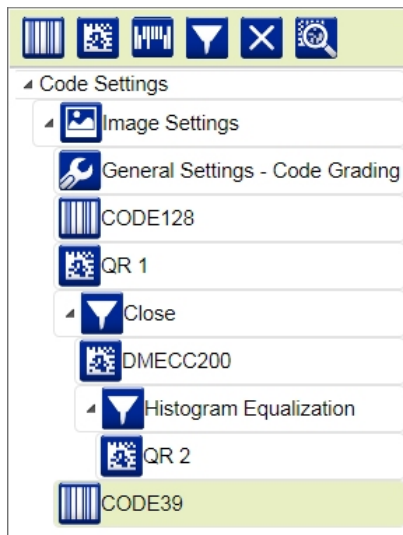 Code Settings
Image Settings
General Settings - Code Grading
CODE128
QR 1
Close
DMECC200
Histogram Equalization
QR 2
CODE39